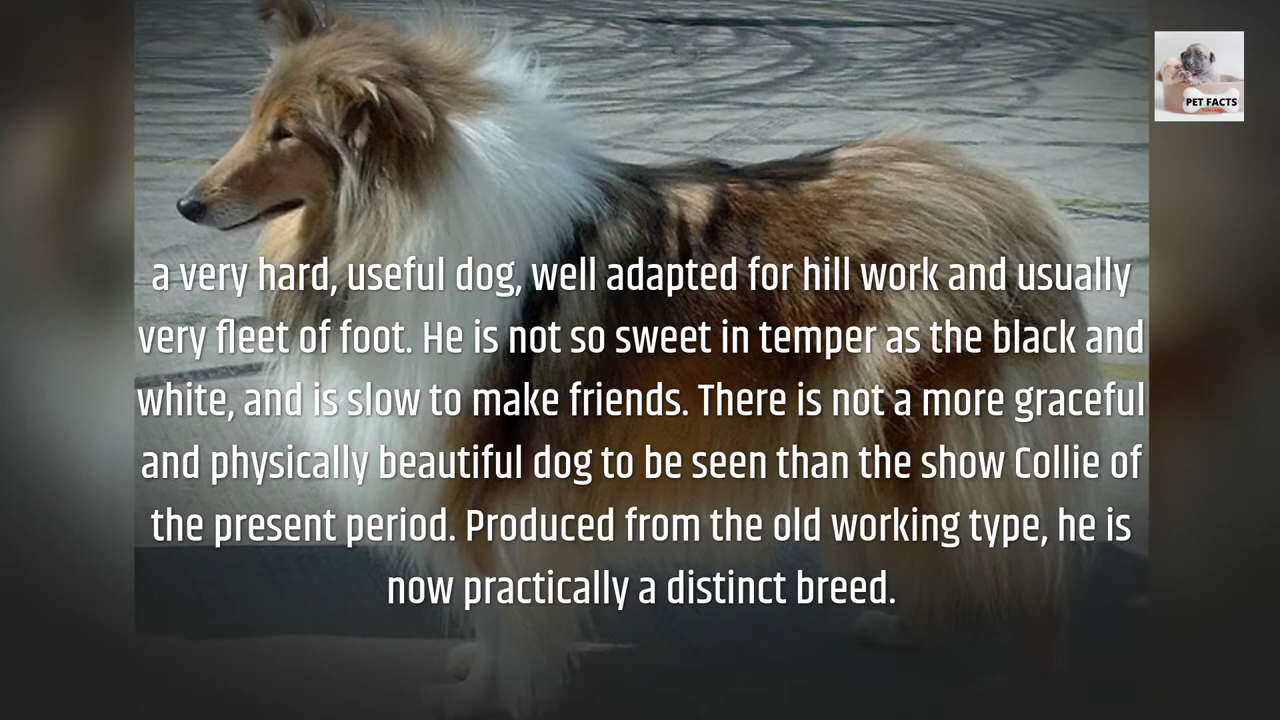 PET FACTS
a very hard, useful dog, well adapted for hill work and usually
very fleet of foot. He is not so sweet in temper as the black and
white, and is slow to make friends. There is not a more graceful
and physically beautiful dog to be seen than the show Collie of
the present period. Produced from the old working type, he is
now practically a distinct breed.